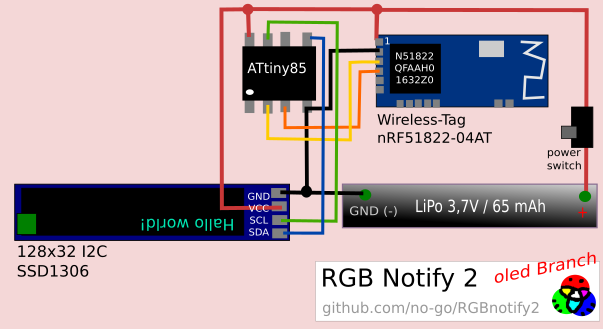 1
N51822
QFAAH0
1632Z0
ATtiny85
Wireless-Tag
nRF51822-04AT
power
switch
GND
VCC
SCL
SDA
Hallo world!
GND (-)
LiPo 3,7V / 65 mAh
+
128x32 I2C
SSD1306
RGB Notify 2
oled Branch
github.com/no-go/RGBnotify2